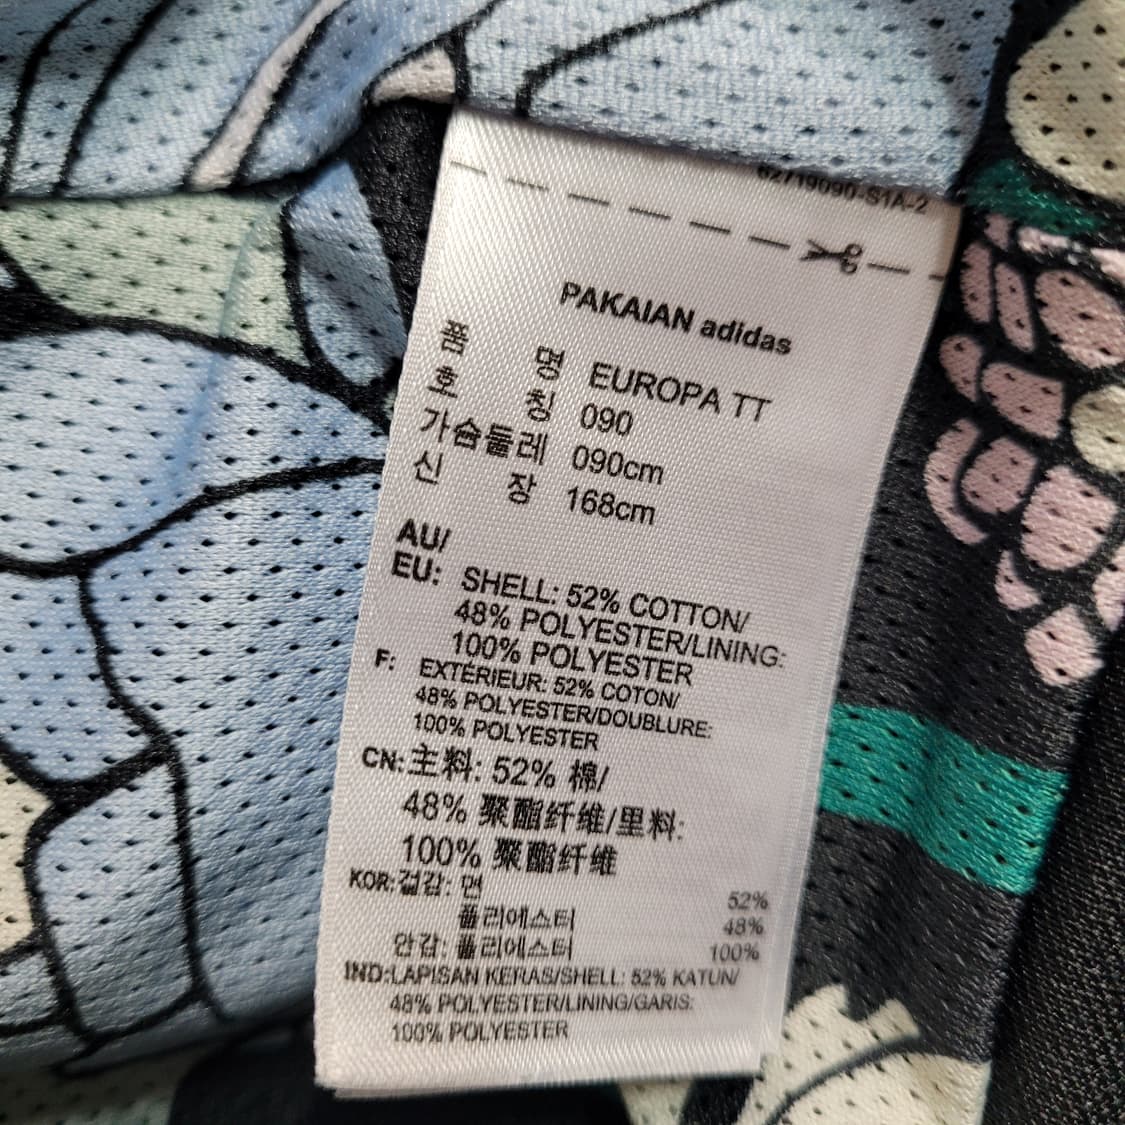 62719090-S1A-2
PAKAIAN adidas
품 명 EUROPA TT
호 칭 090
가슴둘레 090cm
신 장 168cm
AU/
EU: SHELL: 52% COTTON/
48% POLYESTER/LINING:
100% POLYESTER
F: EXTÉRIEUR: 52% COTON/
48% POLYESTER/DOUBLURE:
100% POLYESTER
CN:主料: 52% 棉/
48% 聚酯纤维/里料:
100% 聚酯纤维
KOR:겉감: 면 52%
폴리에스터 48%
안감: 폴리에스터 100%
IND:LAPISAN KERAS/SHELL: 52% KATUN/
48% POLYESTER/LINING/GARIS:
100% POLYESTER